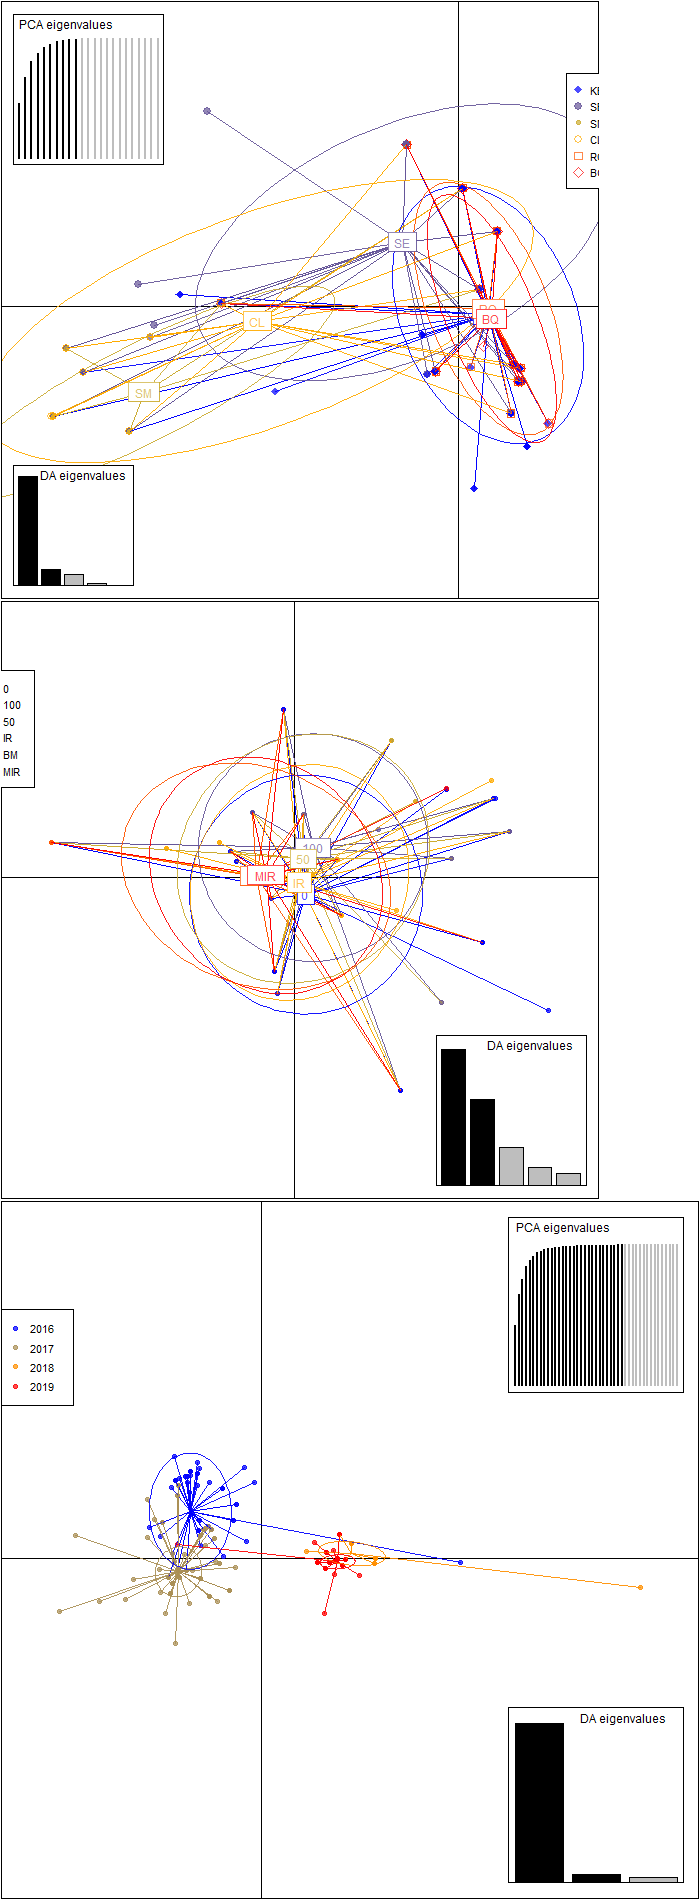 PCA eigenvalues
SE
CL
BQ
SM
DA eigenvalues
0
100
50
IR
BM
MIR
100
50
MIR
IR
0
DA eigenvalues
PCA eigenvalues
2016
2017
2018
2019
DA eigenvalues